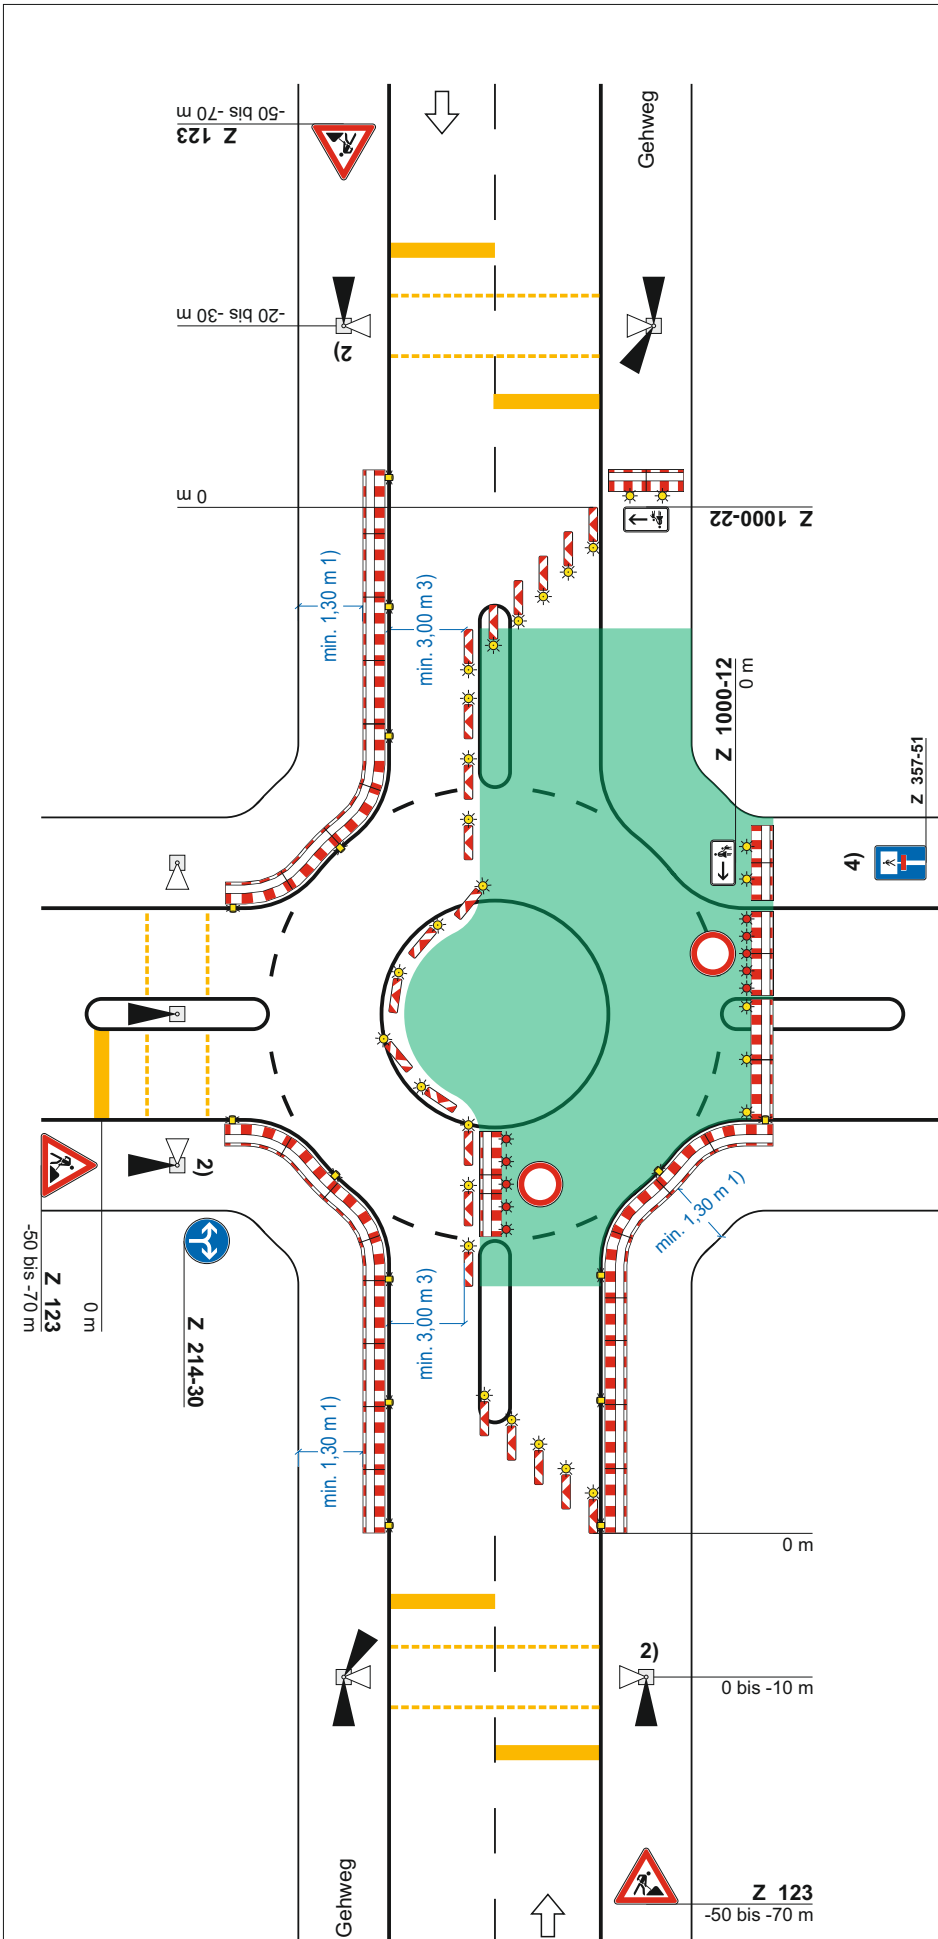 -50 bis -70 m
Z 123
Gehweg
-20 bis -30 m
2)
0 m
Z 1000-22
min. 1,30 m 1)
min. 3,00 m 3)
Z 1000-12
0 m
Z 357-51
4)
2)
Z 123
-50 bis -70 m
0 m
Z 214-30
min. 1,30 m 1)
min. 3,00 m 3)
min. 1,30 m 1)
0 m
2)
0 bis -10 m
Gehweg
Z 123
-50 bis -70 m